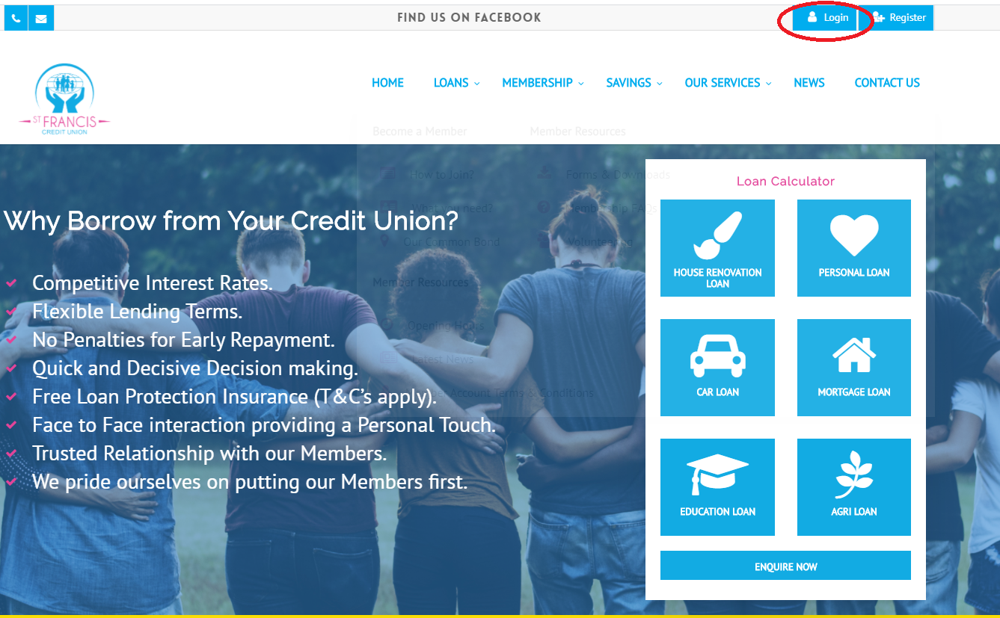 FIND US ON FACEBOOK
Login
Register
HOME
LOANS
MEMBERSHIP
SAVINGS
OUR SERVICES
NEWS
CONTACT US
ST FRANCIS
CREDIT UNION
Become a Member
Member Resources
How to Join?
Forms & Downloads
What you need?
Membership FAQs
Our Common Bond
Volunteering
Member Resources
Opening Hours
Latest News
Account Terms & Conditions
Why Borrow from Your Credit Union?
Competitive Interest Rates.
Flexible Lending Terms.
No Penalties for Early Repayment.
Quick and Decisive Decision making.
Free Loan Protection Insurance (T&C’s apply).
Face to Face interaction providing a Personal Touch.
Trusted Relationship with our Members.
We pride ourselves on putting our Members first.
Loan Calculator
HOUSE RENOVATION
LOAN
PERSONAL LOAN
CAR LOAN
MORTGAGE LOAN
EDUCATION LOAN
AGRI LOAN
ENQUIRE NOW